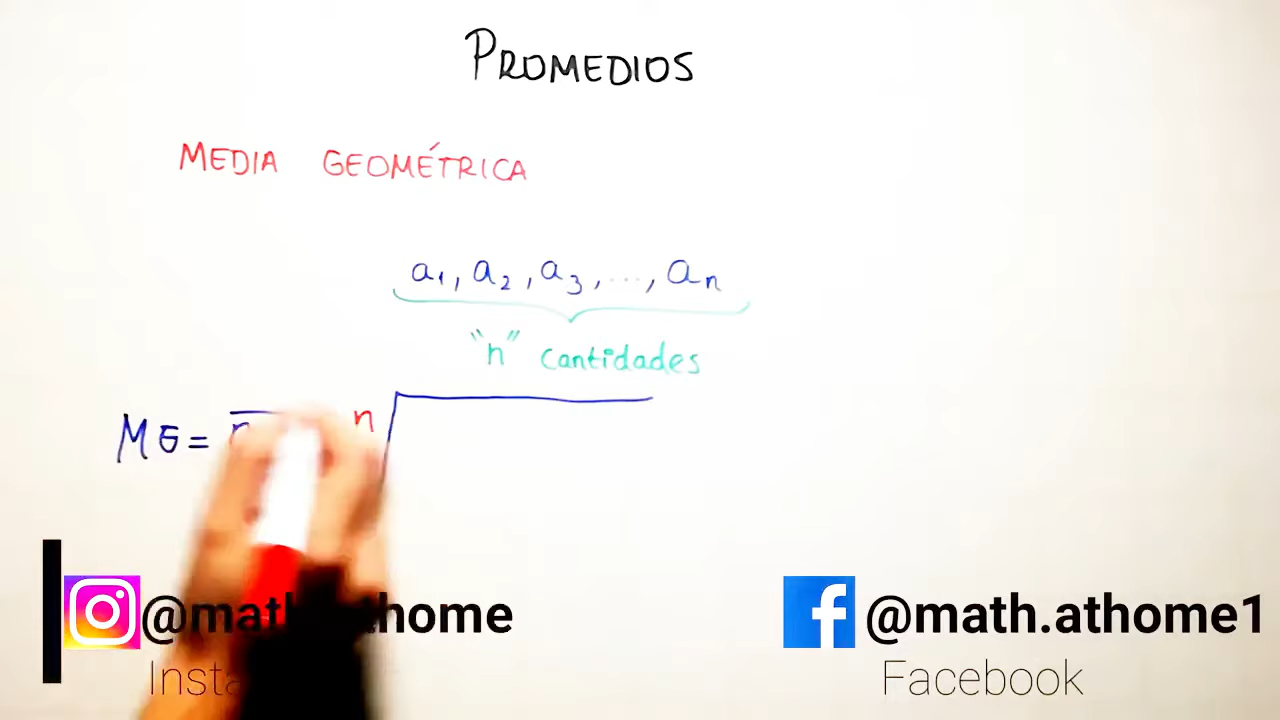 PROMEDIOS
MEDIA GEOMÉTRICA
a₁, a₂, a₃, ..., aₙ
"n" cantidades
MG = n
@math.athome1
Facebook